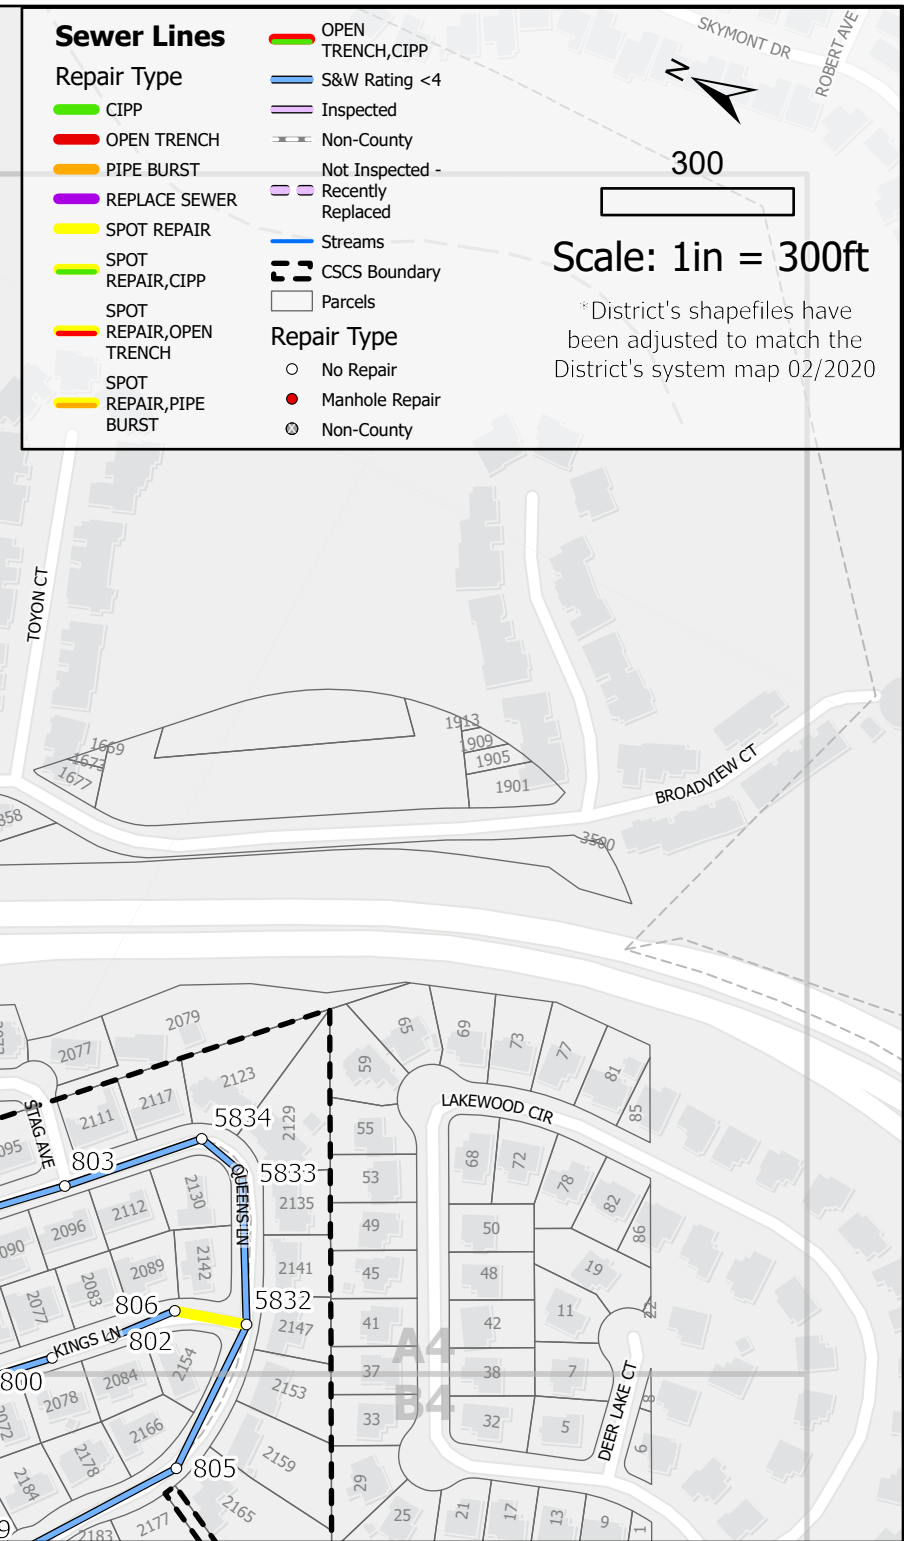 Sewer Lines
Repair Type
CIPP
OPEN TRENCH
PIPE BURST
REPLACE SEWER
SPOT REPAIR
SPOT
REPAIR,CIPP
SPOT
REPAIR,OPEN
TRENCH
SPOT
REPAIR,PIPE
BURST
OPEN
TRENCH,CIPP
S&W Rating <4
Inspected
Non-County
Not Inspected -
Recently
Replaced
Streams
CSCS Boundary
Parcels
Repair Type
No Repair
Manhole Repair
Non-County
SKYMONT DR
ROBERT AVE
N
300
Scale: 1in = 300ft
*District's shapefiles have
been adjusted to match the
District's system map 02/2020
TOYON CT
1669
1673
1677
1913
1909
1905
1901
BROADVIEW CT
3500
858
2079
2077
2123
2117
2111
2129
STAG AVE
095
803
5834
5833
QUEENS LN
2130
2112
2096
090
2135
2141
2142
2089
2083
2077
806
5832
2147
802
KINGS LN
800
2154
2084
2078
2072
2153
2166
2178
2184
2159
805
2165
2177
2183
9
59
65
69
73
77
81
85
LAKEWOOD CIR
55
53
49
45
41
37
33
29
25
68
72
78
82
86
50
48
42
38
32
19
11
7
5
22
8
6
DEER LAKE CT
21
17
13
9
1
A4
B4